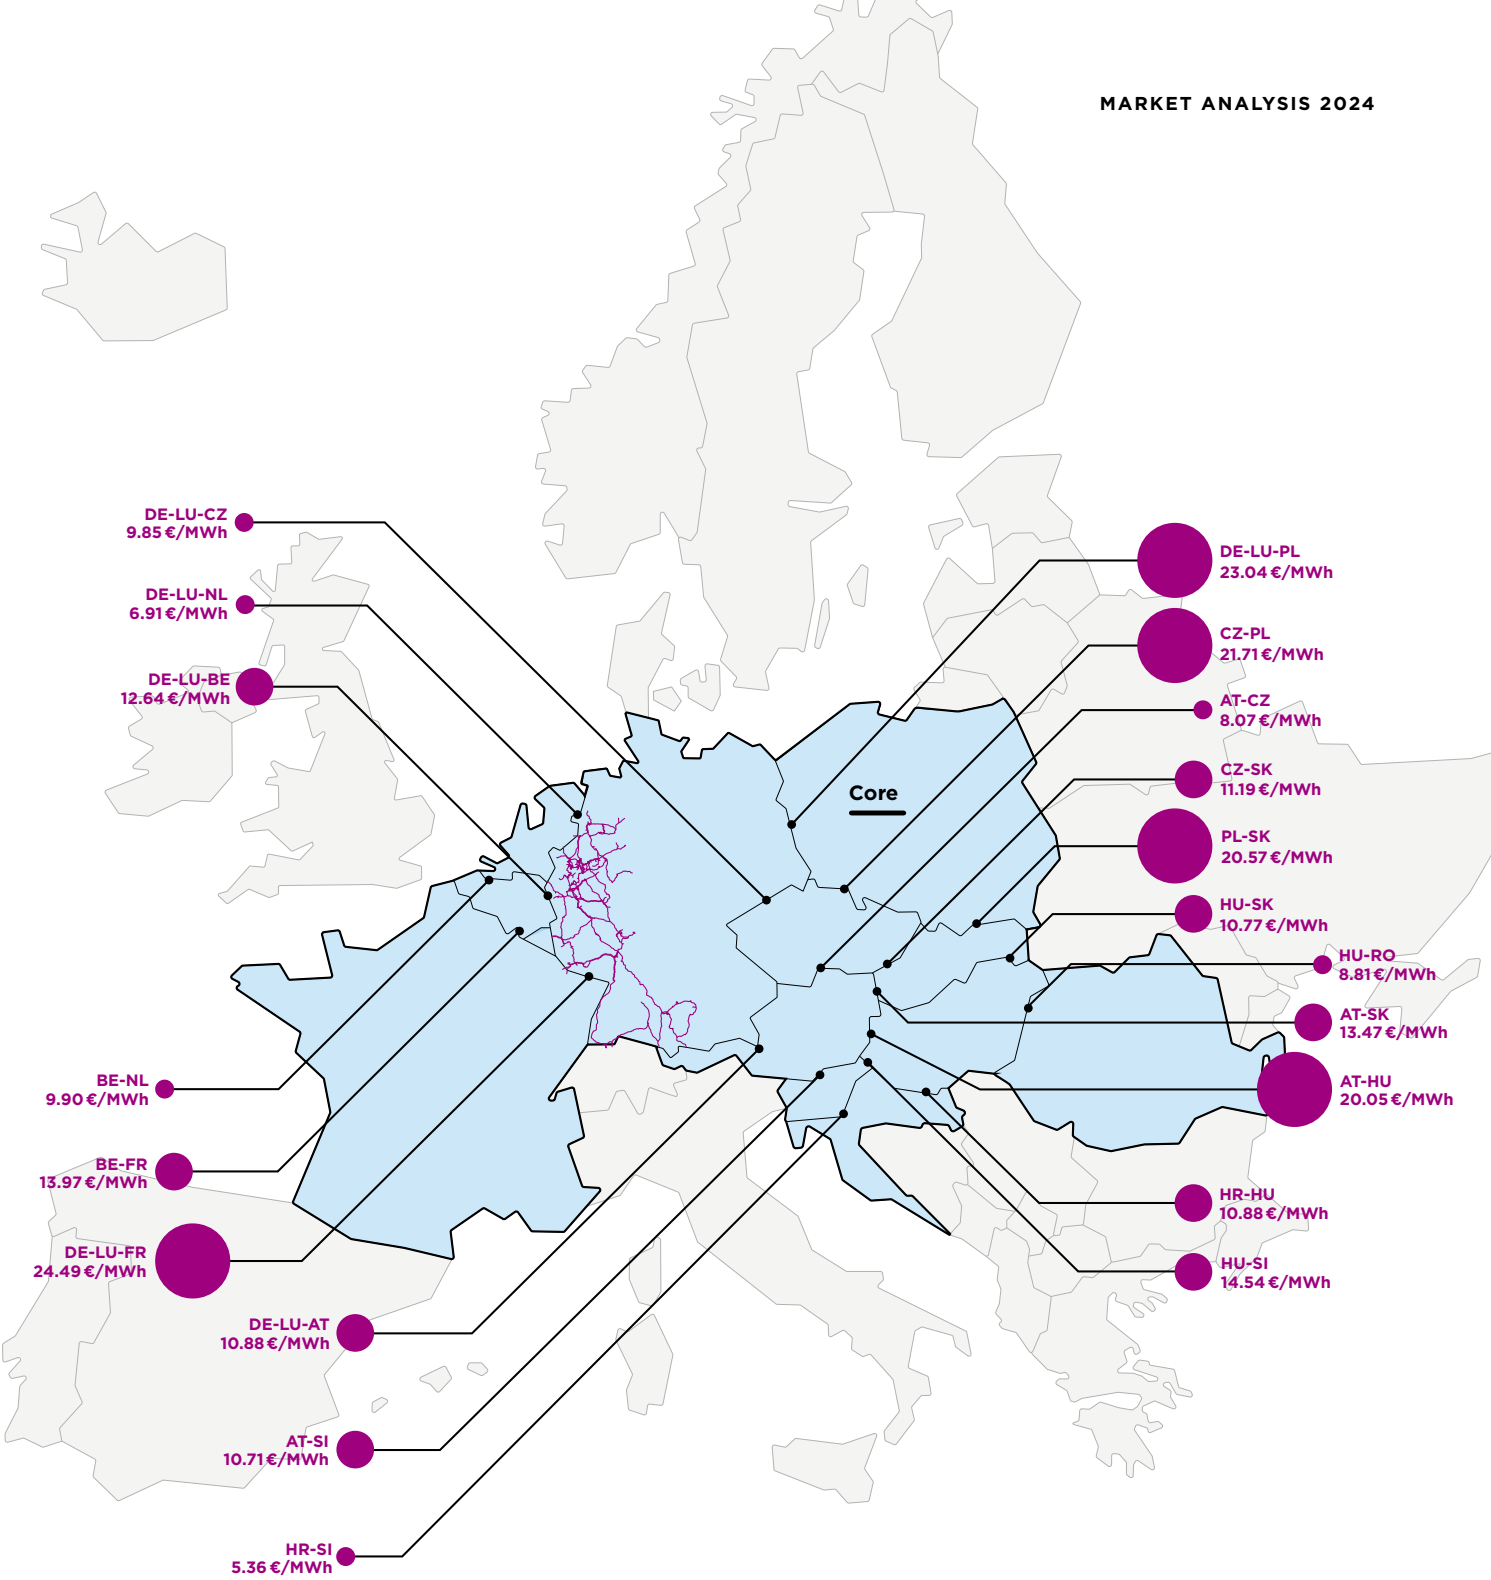 MARKET ANALYSIS 2024
DE-LU-CZ
9.85 €/MWh
DE-LU-NL
6.91 €/MWh
DE-LU-BE
12.64 €/MWh
DE-LU-PL
23.04 €/MWh
CZ-PL
21.71 €/MWh
AT-CZ
8.07 €/MWh
CZ-SK
11.19 €/MWh
Core
PL-SK
20.57 €/MWh
HU-SK
10.77 €/MWh
HU-RO
8.81 €/MWh
AT-SK
13.47 €/MWh
AT-HU
20.05 €/MWh
BE-NL
9.90 €/MWh
BE-FR
13.97 €/MWh
HR-HU
10.88 €/MWh
DE-LU-FR
24.49 €/MWh
HU-SI
14.54 €/MWh
DE-LU-AT
10.88 €/MWh
AT-SI
10.71 €/MWh
HR-SI
5.36 €/MWh